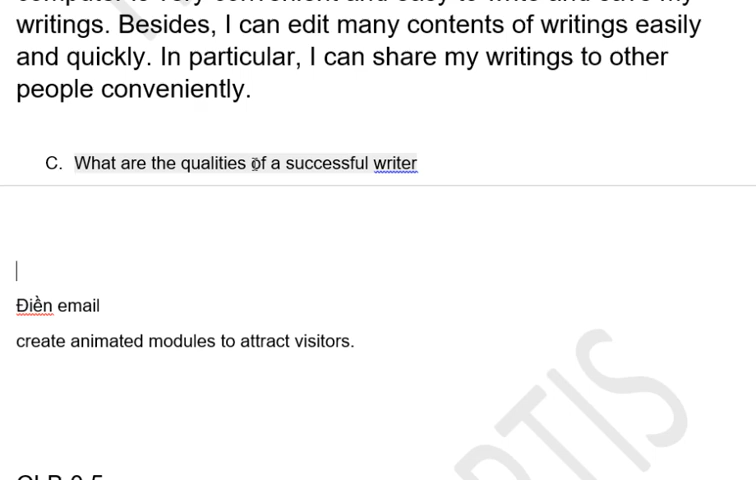 writings. Besides, I can edit many contents of writings easily
and quickly. In particular, I can share my writings to other
people conveniently.
C. What are the qualities of a successful writer
Điền email
create animated modules to attract visitors.